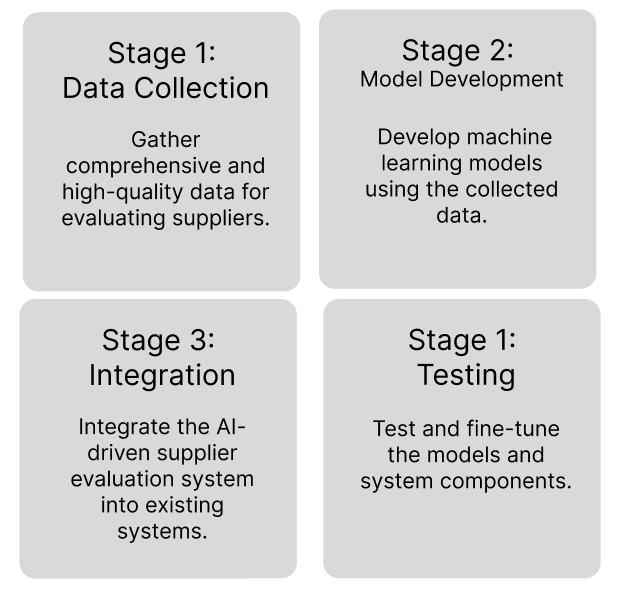 Stage 1:
Data Collection
Gather
comprehensive and
high-quality data for
evaluating suppliers.
Stage 2:
Model Development
Develop machine
learning models
using the collected
data.
Stage 3:
Integration
Integrate the AI-
driven supplier
evaluation system
into existing
systems.
Stage 1:
Testing
Test and fine-tune
the models and
system components.